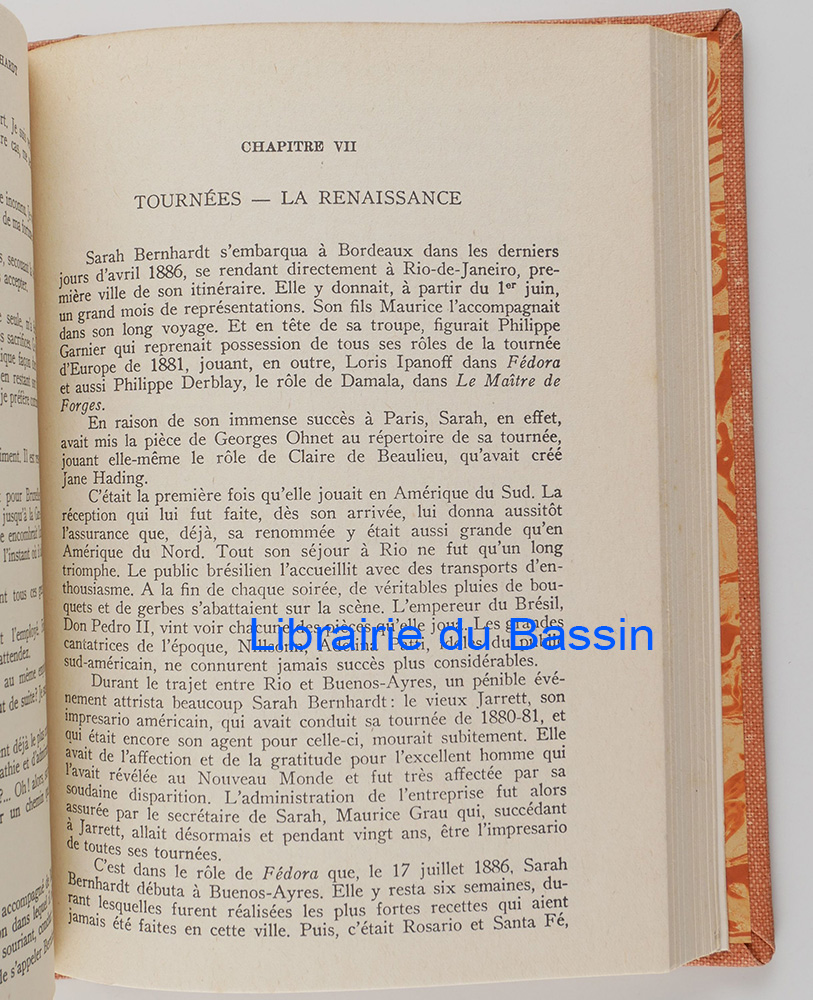 HARDT
CHAPITRE VII
TOURNÉES — LA RENAISSANCE
Sarah Bernhardt s'embarqua à Bordeaux dans les derniers
jours d'avril 1886, se rendant directement à Rio-de-Janeiro, pre-
mière ville de son itinéraire. Elle y donnait, à partir du 1er juin,
un grand mois de représentations. Son fils Maurice l'accompagnait
dans son long voyage. Et en tête de sa troupe, figurait Philippe
Garnier qui reprenait possession de tous ses rôles de la tournée
d'Europe de 1881, jouant, en outre, Loris Ipanoff dans Fédora
et aussi Philippe Derblay, le rôle de Damala, dans Le Maître de
Forges.
En raison de son immense succès à Paris, Sarah, en effet,
avait mis la pièce de Georges Ohnet au répertoire de sa tournée,
jouant elle-même le rôle de Claire de Beaulieu, qu'avait créé
Jane Hading.
C'était la première fois qu'elle jouait en Amérique du Sud. La
réception qui lui fut faite, dès son arrivée, lui donna aussitôt
l'assurance que, déjà, sa renommée y était aussi grande qu'en
Amérique du Nord. Tout son séjour à Rio ne fut qu'un long
triomphe. Le public brésilien l'accueillit avec des transports d'en-
thousiasme. A la fin de chaque soirée, de véritables pluies de bou-
quets et de gerbes s'abattaient sur la scène. L'empereur du Brésil,
Don Pedro II, vint voir chacune des pièces qu'elle joua. Les grandes
cantatrices de l'époque, du public
sud-américain, ne connurent jamais succès plus considérables.
Librairie du Bassin
Durant le trajet entre Rio et Buenos-Ayres, un pénible évé-
nement attrista beaucoup Sarah Bernhardt : le vieux Jarrett, son
impresario américain, qui avait conduit sa tournée de 1880-81, et
qui était encore son agent pour celle-ci, mourait subitement. Elle
avait de l'affection et de la gratitude pour l'excellent homme qui
l'avait révélée au Nouveau Monde et fut très affectée par sa
soudaine disparition. L'administration de l'entreprise fut alors
assurée par le secrétaire de Sarah, Maurice Grau qui, succédant
à Jarrett, allait désormais et pendant vingt ans, être l'impresario
de toutes ses tournées.
C'est dans le rôle de Fédora que, le 17 juillet 1886, Sarah
Bernhardt débuta à Buenos-Ayres. Elle y resta six semaines, du-
rant lesquelles furent réalisées les plus fortes recettes qui aient
jamais été faites en cette ville. Puis, c'était Rosario et Santa Fé,